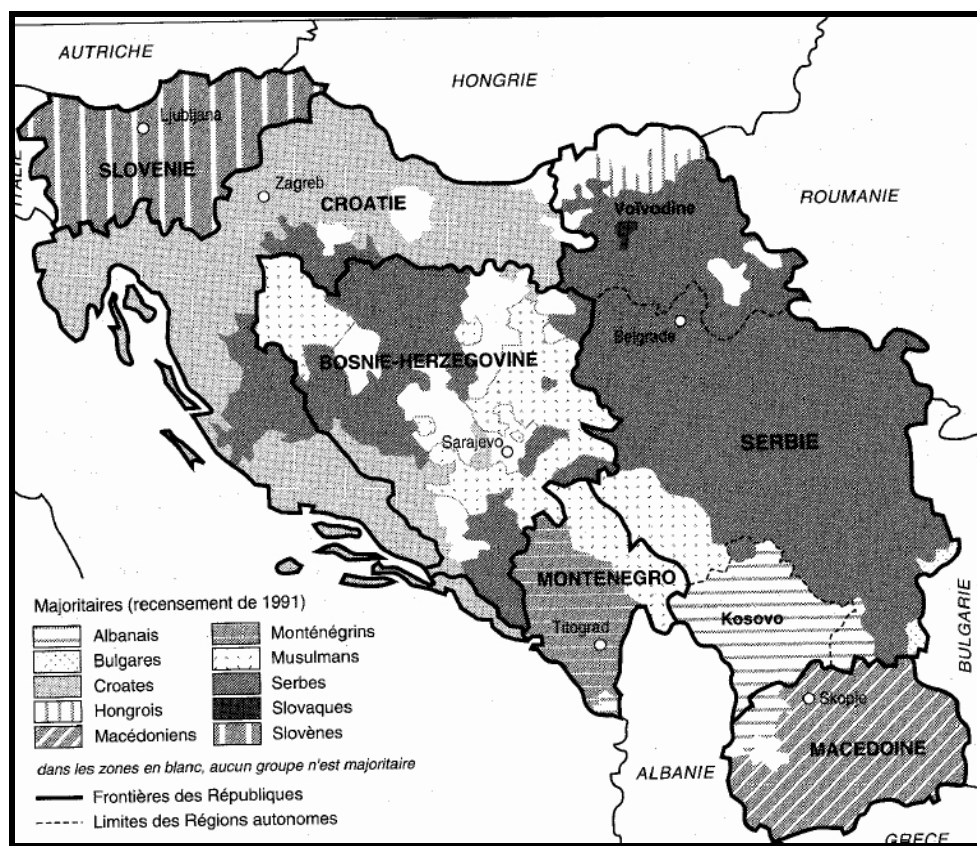 AUTRICHE
HONGRIE
Ljubljana
SLOVENIE
ITALIE
Zagreb
CROATIE
Voïvodine
ROUMANIE
Belgrade
BOSNIE-HERZEGOVINE
Sarajevo
SERBIE
MONTENEGRO
Kosovo
Titograd
BULGARIE
Skopje
MACEDOINE
ALBANIE
GRECE
Majoritaires (recensement de 1991)
Albanais
Bulgares
Croates
Hongrois
Macédoniens
Monténégrins
Musulmans
Serbes
Slovaques
Slovènes
dans les zones en blanc, aucun groupe n'est majoritaire
Frontières des Républiques
Limites des Régions autonomes